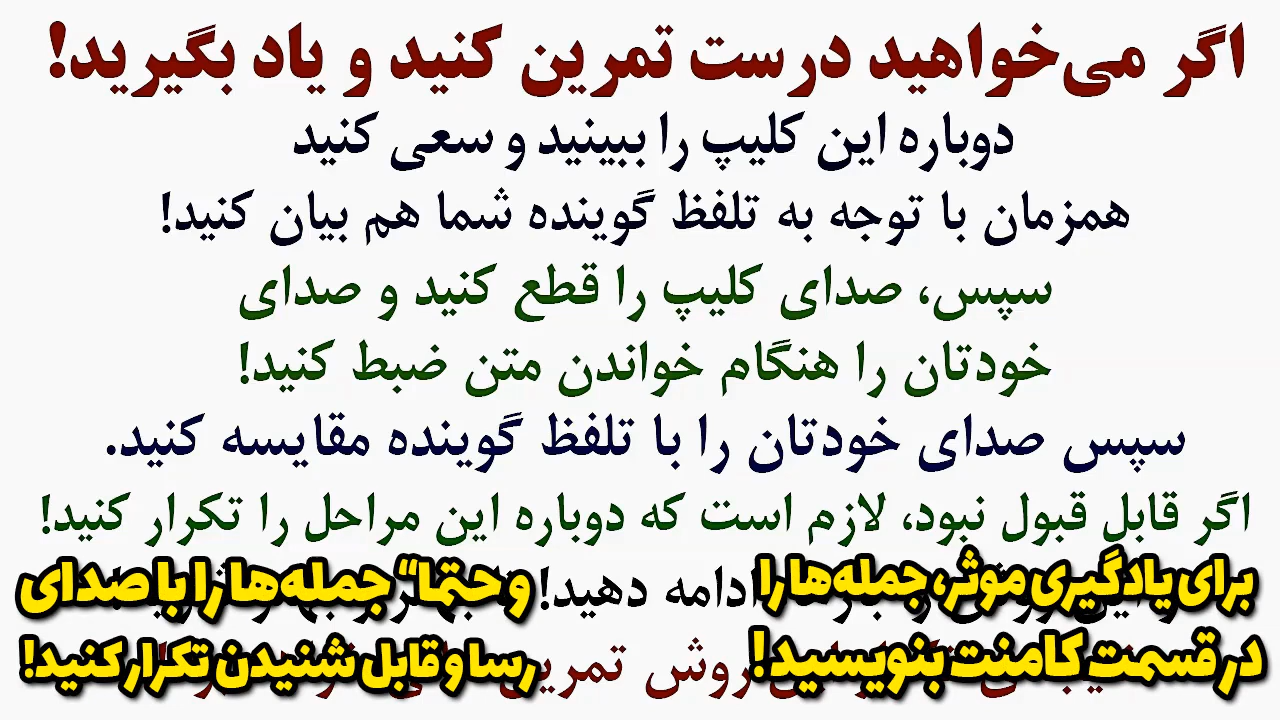 اگر می‌خواهید درست تمرین کنید و یاد بگیرید!
دوباره این کلیپ را ببینید و سعی کنید
همزمان با توجه به تلفظ گوینده شما هم بیان کنید!
سپس، صدای کلیپ را قطع کنید و صدای
خودتان را هنگام خواندن متن ضبط کنید!
سپس صدای خودتان را با تلفظ گوینده مقایسه کنید.
اگر قابل قبول نبود، لازم است که دوباره این مراحل را تکرار کنید!
ادامه دهید!
روش تمرین
برای یادگیری موثر، جمله‌ها را
در قسمت کامنت بنویسید!
و حتما“ جمله‌ها را با صدای
رسا و قابل شنیدن تکرار کنید!